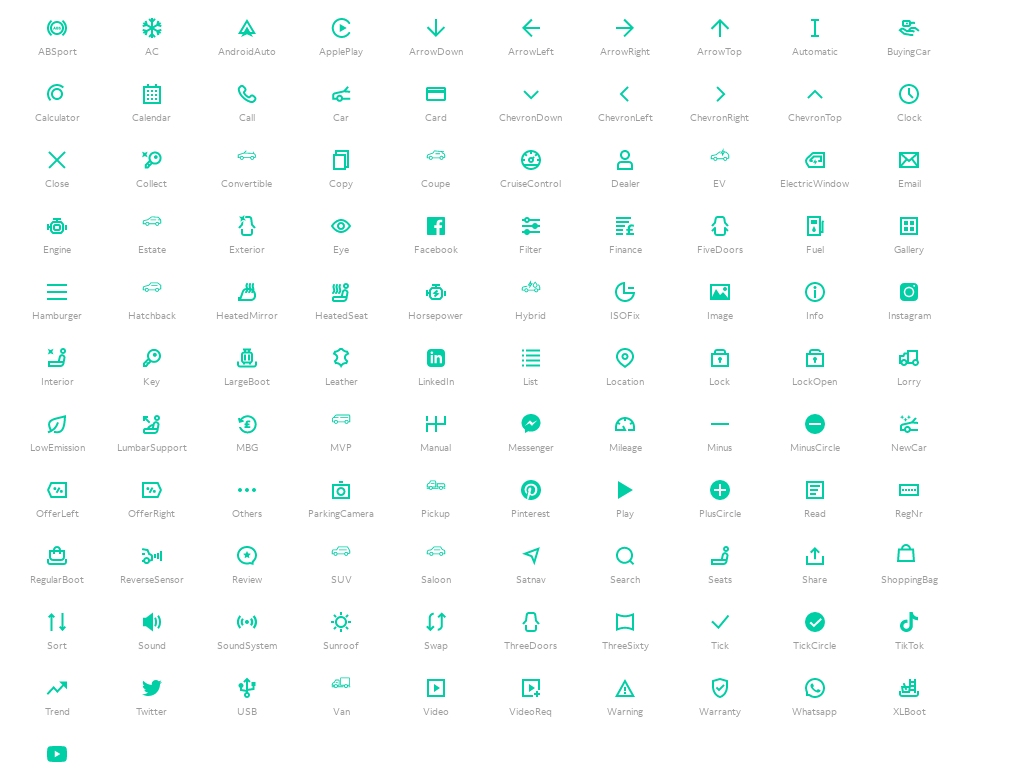 ABSport AC AndroidAuto ApplePlay ArrowDown ArrowLeft ArrowRight ArrowTop Automatic BuyingCar
Calculator Calendar Call Car Card ChevronDown ChevronLeft ChevronRight ChevronTop Clock
Close Collect Convertible Copy Coupe CruiseControl Dealer EV ElectricWindow Email
Engine Estate Exterior Eye Facebook Filter Finance FiveDoors Fuel Gallery
Hamburger Hatchback HeatedMirror HeatedSeat Horsepower Hybrid ISOFix Image Info Instagram
Interior Key LargeBoot Leather LinkedIn List Location Lock LockOpen Lorry
LowEmission LumbarSupport MBG MVP Manual Messenger Mileage Minus MinusCircle NewCar
OfferLeft OfferRight Others ParkingCamera Pickup Pinterest Play PlusCircle Read RegNr
RegularBoot ReverseSensor Review SUV Saloon Satnav Search Seats Share ShoppingBag
Sort Sound SoundSystem Sunroof Swap ThreeDoors ThreeSixty Tick TickCircle TikTok
Trend Twitter USB Van Video VideoReq Warning Warranty Whatsapp XLBoot